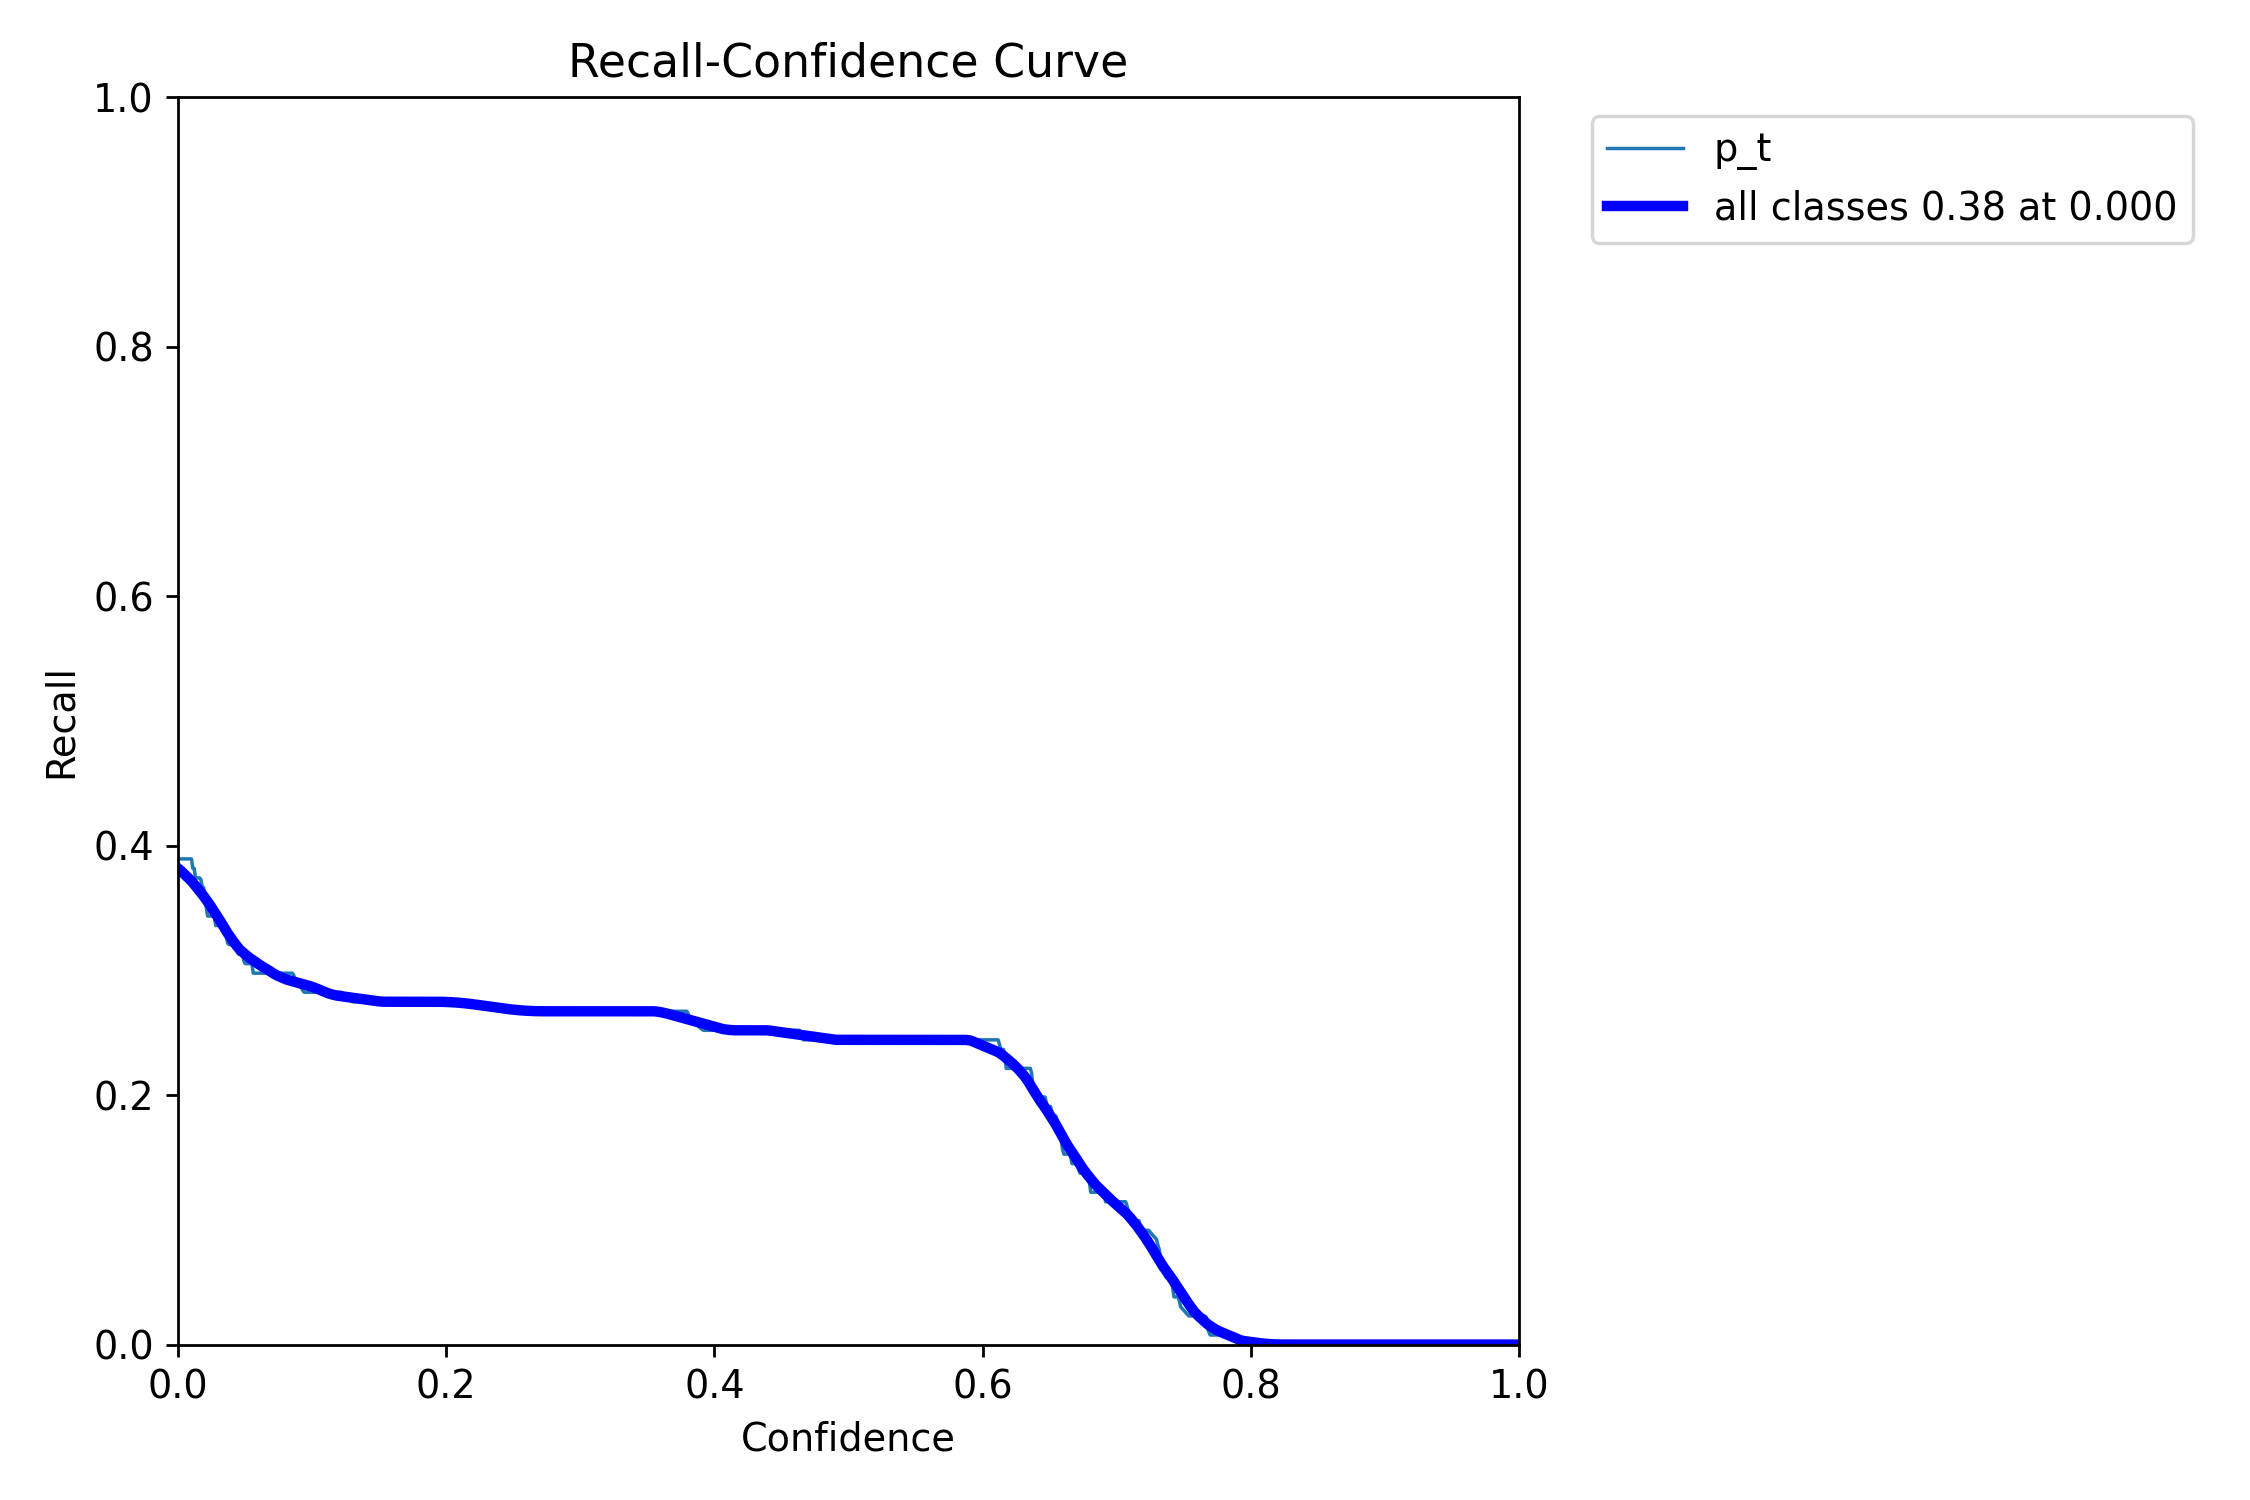 Recall-Confidence Curve
1.0
0.8
0.6
0.4
0.2
0.0
Recall
0.0 0.2 0.4 0.6 0.8 1.0
Confidence
p_t
all classes 0.38 at 0.000